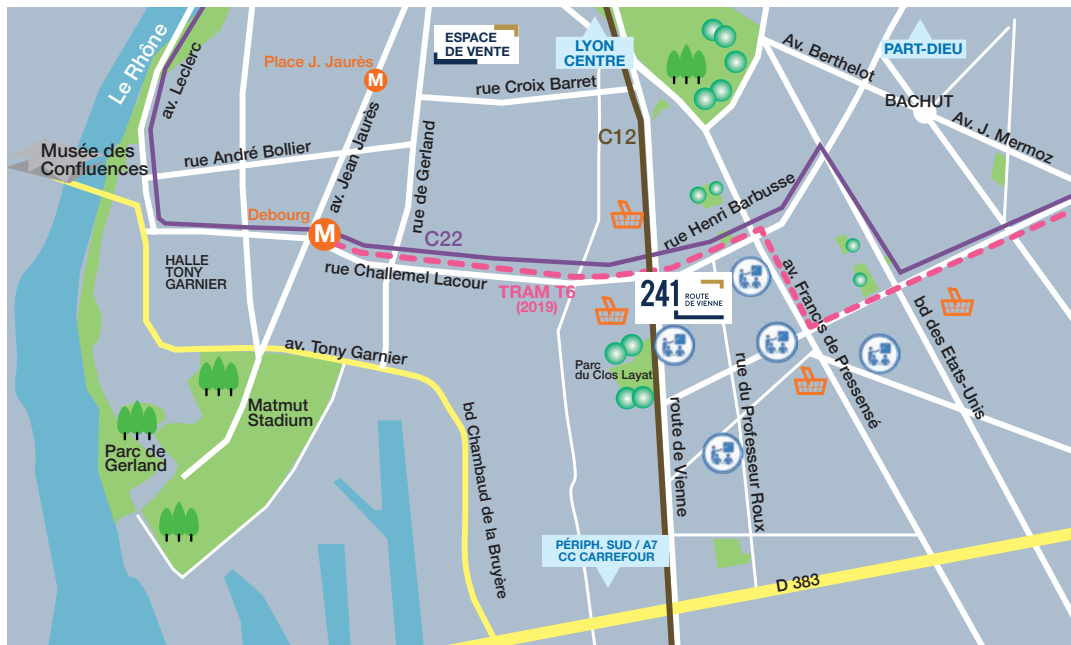 Le Rhône
av. Leclerc
ESPACE
DE VENTE
LYON
CENTRE
PART-DIEU
Av. Berthelot
BACHUT
Av. J. Mermoz
Place J. Jaurès
M
rue Croix Barret
C12
Musée des
Confluences
rue André Bollier
av. Jean Jaurès
rue de Gerland
rue Henri Barbusse
Debourg
M
C22
HALLE
TONY
GARNIER
rue Challemel Lacour
TRAM T6
(2019)
241
ROUTE
DE VIENNE
av. Francis de Pressensé
bd des Etats-Unis
av. Tony Garnier
Parc
du Clos Layat
rue du Professeur Roux
route de Vienne
Matmut
Stadium
Parc de
Gerland
bd Chambaud de la Bruyère
PÉRIPH. SUD / A7
CC CARREFOUR
D 383